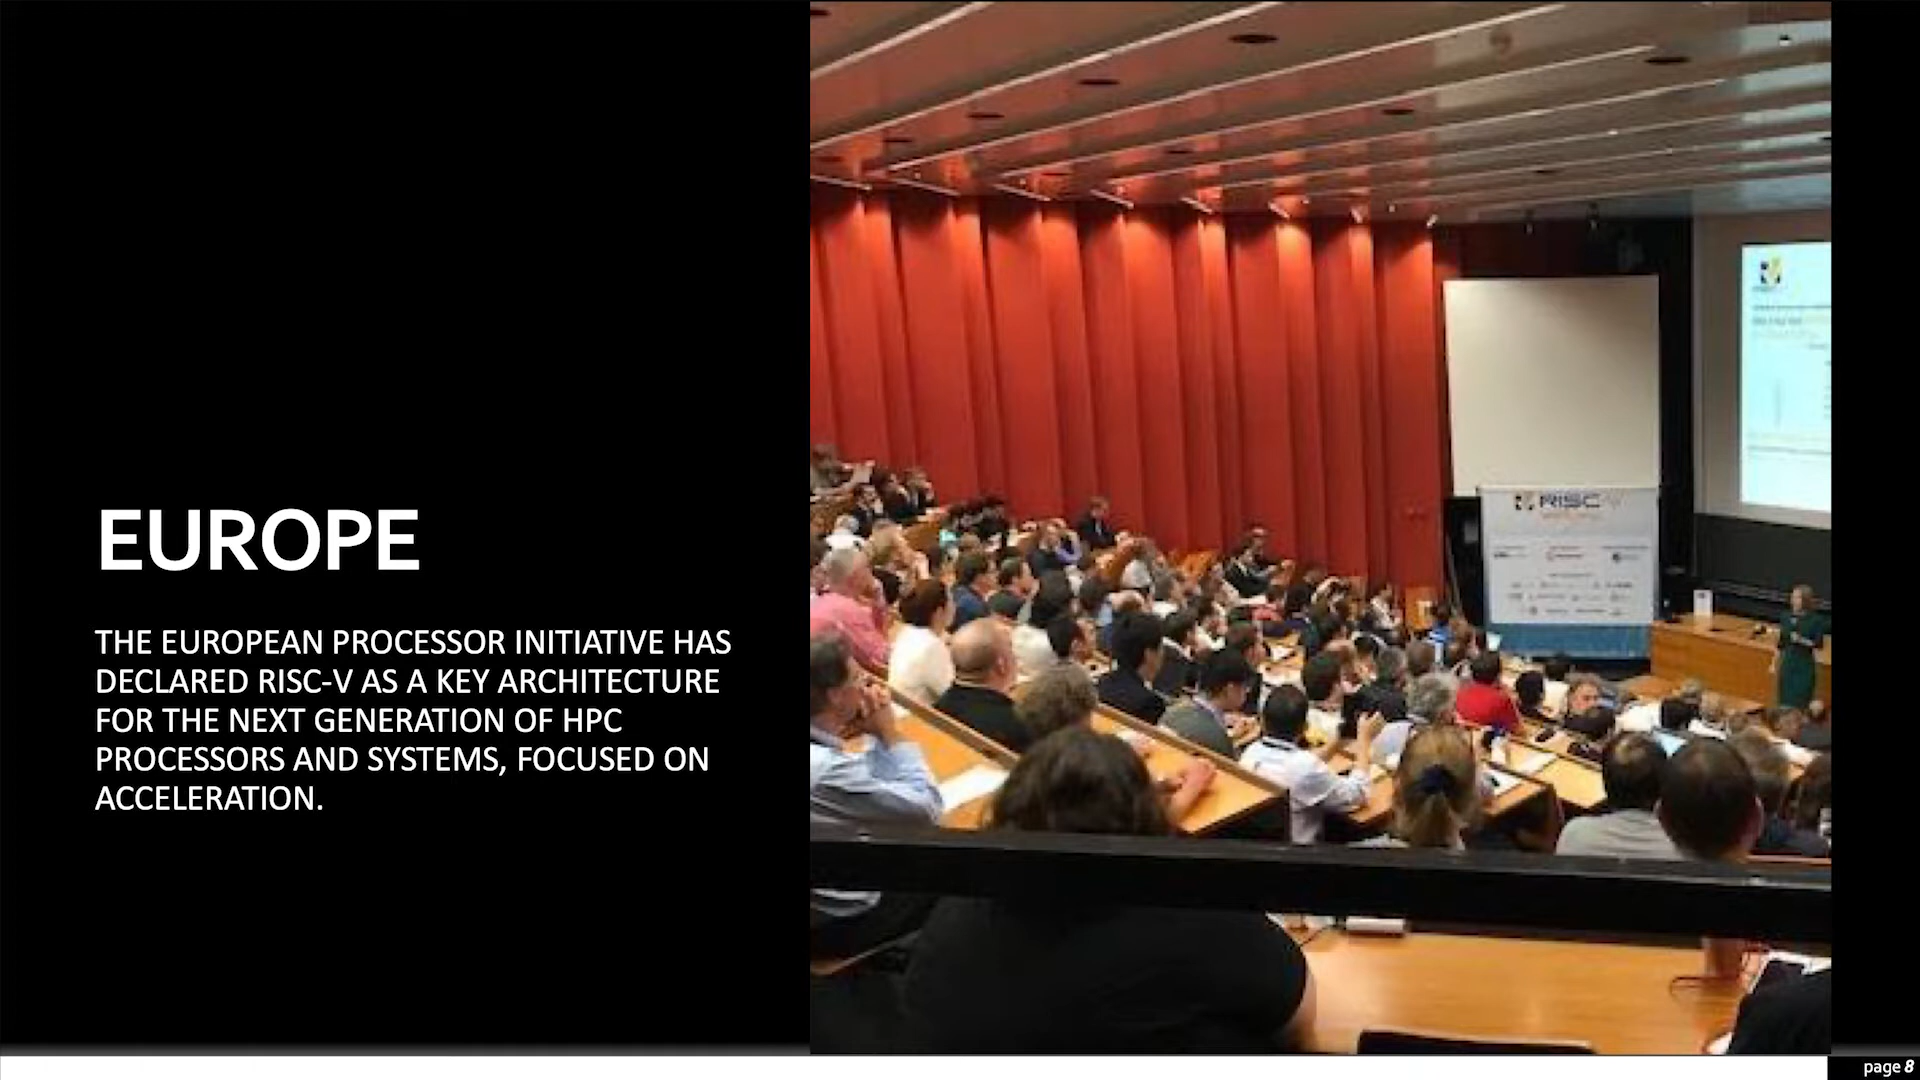 EUROPE
THE EUROPEAN PROCESSOR INITIATIVE HAS
DECLARED RISC-V AS A KEY ARCHITECTURE
FOR THE NEXT GENERATION OF HPC
PROCESSORS AND SYSTEMS, FOCUSED ON
ACCELERATION.
RISC-V
page 8